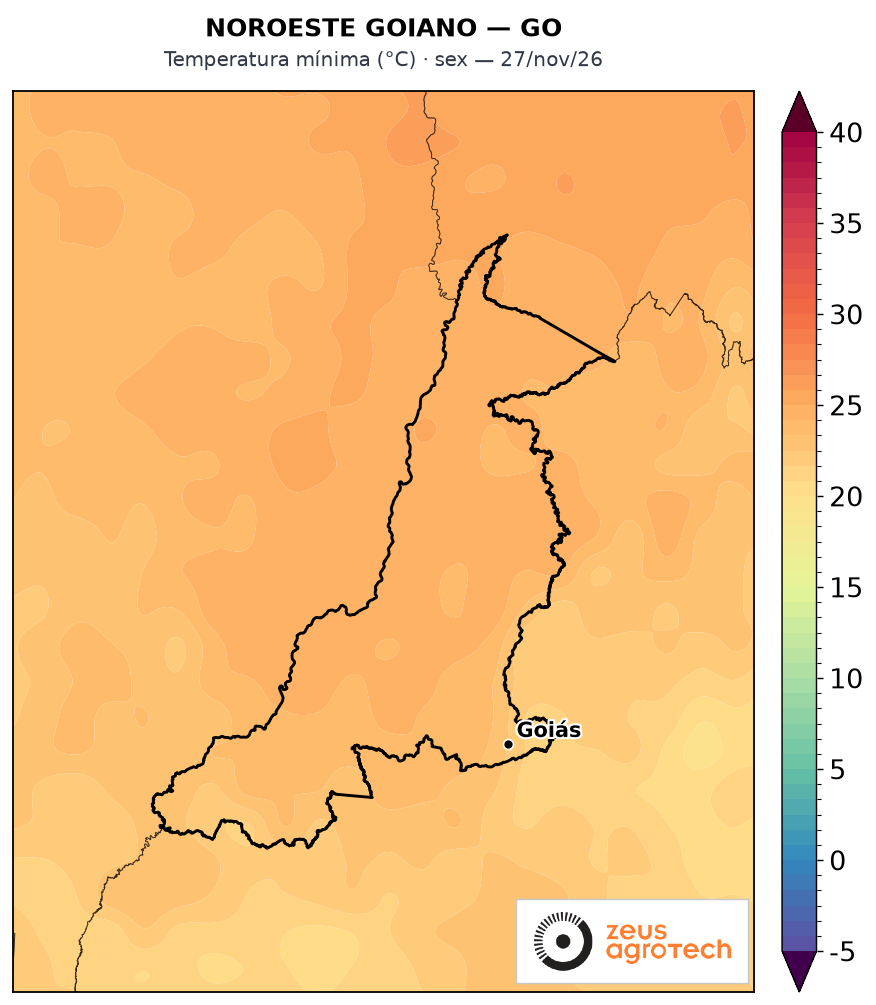 NOROESTE GOIANO — GO
Temperatura mínima (°C) · sex — 27/nov/26
40
35
30
25
20
15
10
5
0
-5
Goiás
zeus
agrotech